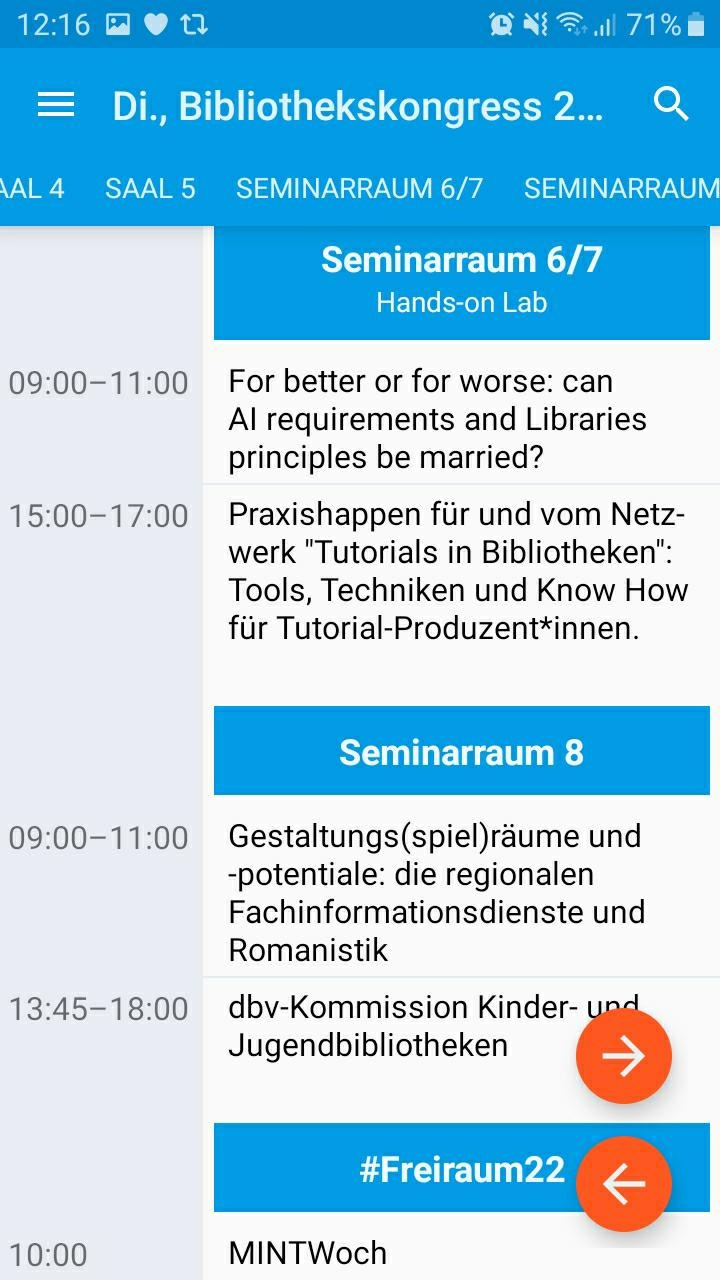 12:16 71%
Di., Bibliothekskongress 2...
AAL 4 SAAL 5 SEMINARRAUM 6/7 SEMINARRAUM
Seminarraum 6/7
Hands-on Lab
09:00–11:00 For better or for worse: can
AI requirements and Libraries
principles be married?
15:00–17:00 Praxishappen für und vom Netz-
werk "Tutorials in Bibliotheken":
Tools, Techniken und Know How
für Tutorial-Produzent*innen.
Seminarraum 8
09:00–11:00 Gestaltungs(spiel)räume und
-potentiale: die regionalen
Fachinformationsdienste und
Romanistik
13:45–18:00 dbv-Kommission Kinder- und
Jugendbibliotheken
#Freiraum22
10:00 MINTWoch